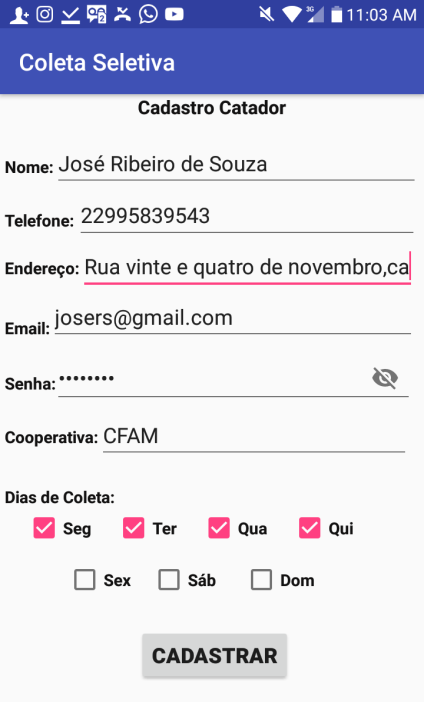 3G 11:03 AM
Coleta Seletiva
Cadastro Catador
Nome: José Ribeiro de Souza
Telefone: 22995839543
Endereço: Rua vinte e quatro de novembro,ca
Email: josers@gmail.com
Senha: ••••••••
Cooperativa: CFAM
Dias de Coleta:
Seg Ter Qua Qui
Sex Sáb Dom
CADASTRAR